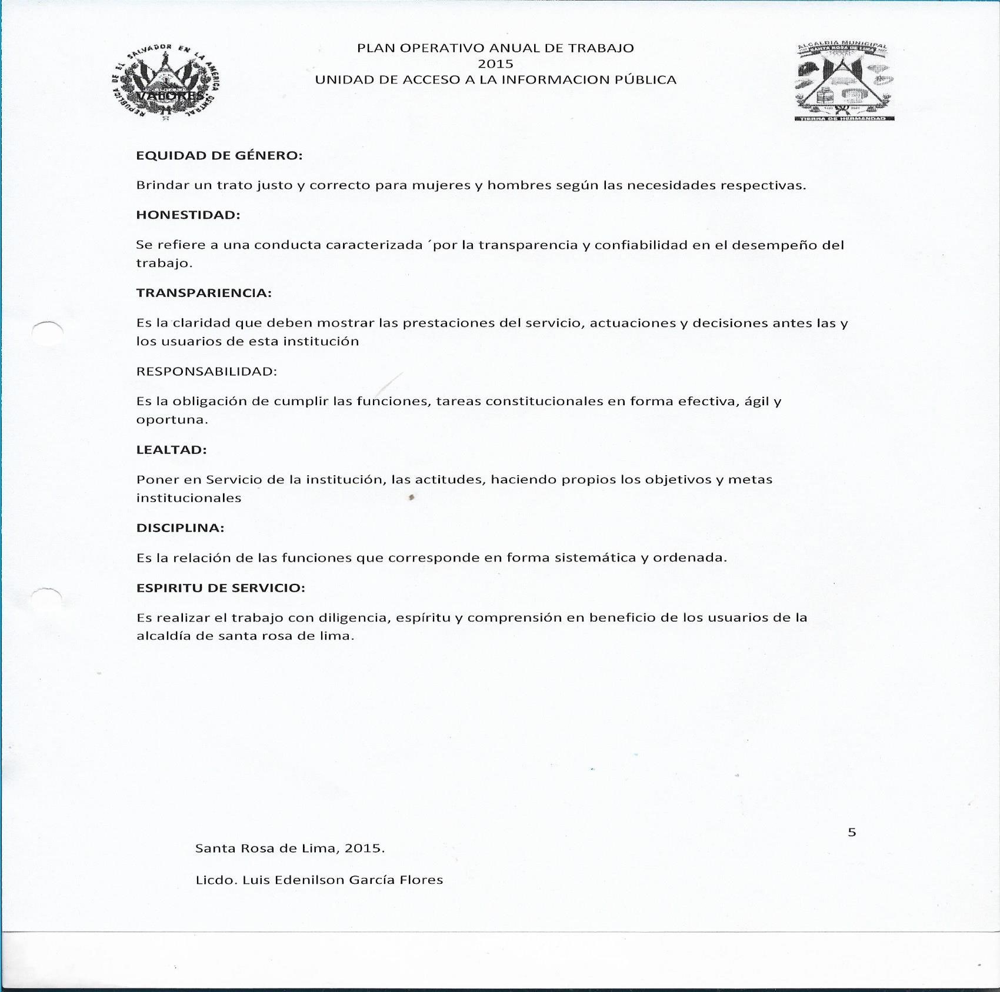 PLAN OPERATIVO ANUAL DE TRABAJO
2015
UNIDAD DE ACCESO A LA INFORMACION PÚBLICA
REPUBLICA DE EL SALVADOR EN LA AMERICA CENTRAL
VALORES:
ALCALDIA MUNICIPAL
SANTA ROSA DE LIMA
TIERRA DE HERMANDAD
EQUIDAD DE GÉNERO:
Brindar un trato justo y correcto para mujeres y hombres según las necesidades respectivas.
HONESTIDAD:
Se refiere a una conducta caracterizada ´por la transparencia y confiabilidad en el desempeño del
trabajo.
TRANSPARIENCIA:
Es la claridad que deben mostrar las prestaciones del servicio, actuaciones y decisiones antes las y
los usuarios de esta institución
RESPONSABILIDAD:
Es la obligación de cumplir las funciones, tareas constitucionales en forma efectiva, ágil y
oportuna.
LEALTAD:
Poner en Servicio de la institución, las actitudes, haciendo propios los objetivos y metas
institucionales
DISCIPLINA:
Es la relación de las funciones que corresponde en forma sistemática y ordenada.
ESPIRITU DE SERVICIO:
Es realizar el trabajo con diligencia, espíritu y comprensión en beneficio de los usuarios de la
alcaldía de santa rosa de lima.
5
Santa Rosa de Lima, 2015.
Licdo. Luis Edenilson García Flores